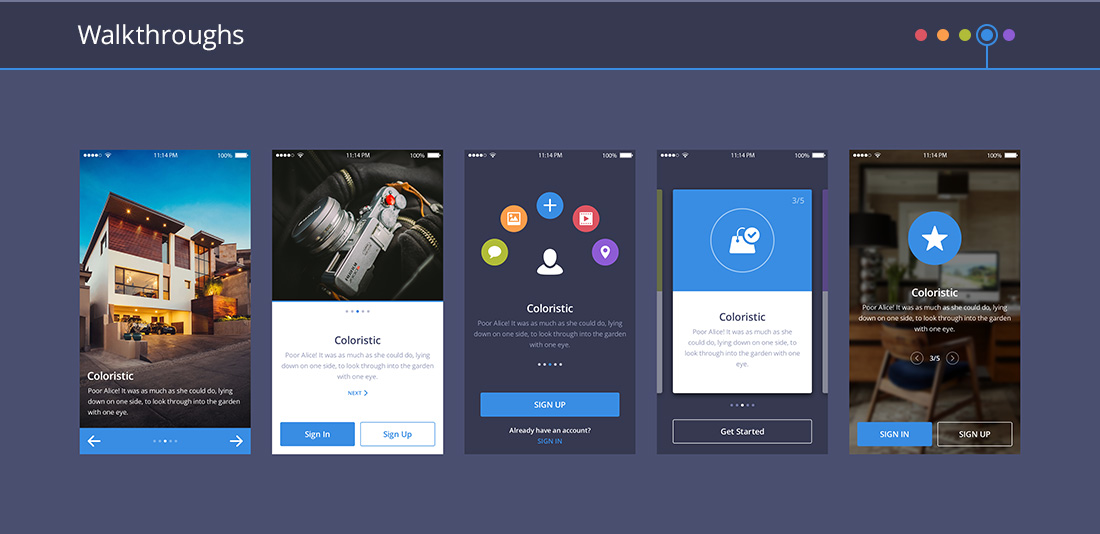 Walkthroughs
11:14 PM
100%
Coloristic
Poor Alice! It was as much as she could do, lying
down on one side, to look through into the garden
with one eye.
11:14 PM
100%
Coloristic
Poor Alice! It was as much as she could do, lying
down on one side, to look through into the garden
with one eye.
NEXT
Sign In
Sign Up
11:14 PM
100%
Coloristic
Poor Alice! It was as much as she could do, lying
down on one side, to look through into the garden
with one eye.
SIGN UP
Already have an account?
SIGN IN
11:14 PM
100%
3/5
Coloristic
Poor Alice! It was as much as she
could do, lying down on one side, to
look through into the garden with one
eye.
Get Started
11:14 PM
100%
Coloristic
Poor Alice! It was as much as she could do, lying
down on one side, to look through into the garden
with one eye.
3/5
SIGN IN
SIGN UP